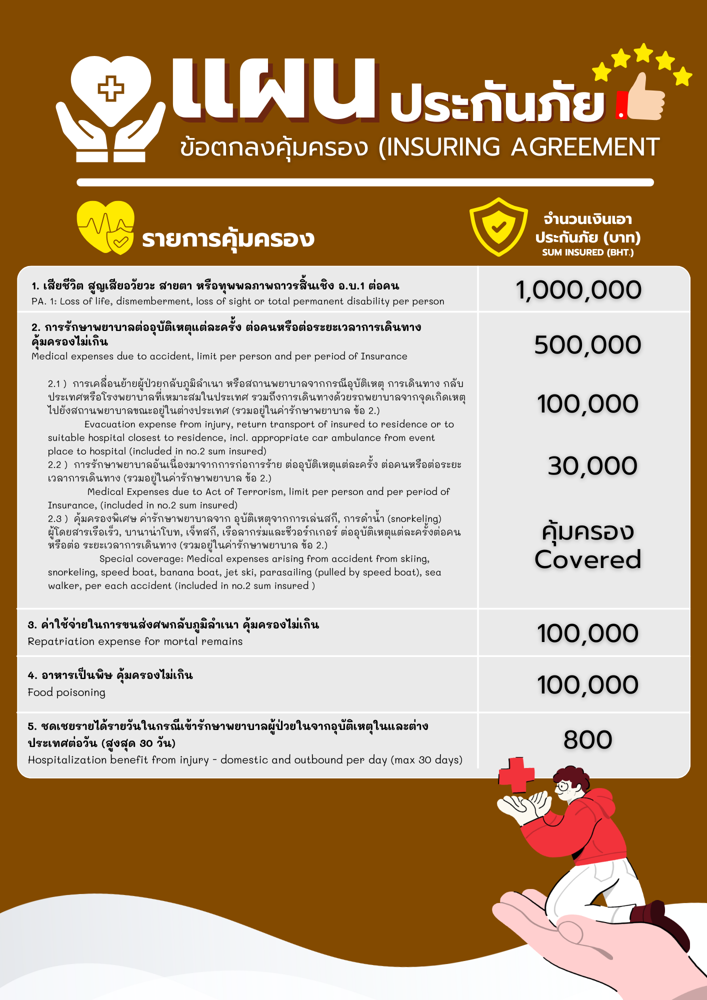 แผนประกันภัย
ข้อตกลงคุ้มครอง (INSURING AGREEMENT
รายการคุ้มครอง
จำนวนเงินเอา
ประกันภัย (บาท)
SUM INSURED (BHT.)
1. เสียชีวิต สูญเสียอวัยวะ สายตา หรือทุพพลภาพถาวรสิ้นเชิง อ.บ.1 ต่อคน
PA. 1: Loss of life, dismemberment, loss of sight or total permanent disability per person
1,000,000
2. การรักษาพยาบาลต่ออุบัติเหตุแต่ละครั้ง ต่อคนหรือต่อระยะเวลาการเดินทาง
คุ้มครองไม่เกิน
Medical expenses due to accident, limit per person and per period of Insurance
500,000
2.1 ) การเคลื่อนย้ายผู้ป่วยกลับภูมิลำเนา หรือสถานพยาบาลจากกรณีอุบัติเหตุ การเดินทาง กลับ
ประเทศหรือโรงพยาบาลที่เหมาะสมในประเทศ รวมถึงการเดินทางด้วยรถพยาบาลจากจุดเกิดเหตุ
ไปยังสถานพยาบาลขณะอยู่ในต่างประเทศ (รวมอยู่ในค่ารักษาพยาบาล ข้อ 2.)
Evacuation expense from injury, return transport of insured to residence or to
suitable hospital closest to residence, incl. appropriate car ambulance from event
place to hospital (included in no.2 sum insured)
100,000
2.2 ) การรักษาพยาบาลอันเนื่องมาจากการก่อการร้าย ต่ออุบัติเหตุแต่ละครั้ง ต่อคนหรือต่อระยะ
เวลาการเดินทาง (รวมอยู่ในค่ารักษาพยาบาล ข้อ 2.)
Medical Expenses due to Act of Terrorism, limit per person and per period of
Insurance, (included in no.2 sum insured)
30,000
2.3 ) คุ้มครองพิเศษ ค่ารักษาพยาบาลจาก อุบัติเหตุจากการเล่นสกี, การดำน้ำ (snorkeling)
ผู้โดยสารเรือเร็ว, บานาน่าโบท, เจ็ทสกี, เรือลากร่มและซีวอร์กเกอร์ ต่ออุบัติเหตุแต่ละครั้งต่อคน
หรือต่อ ระยะเวลาการเดินทาง (รวมอยู่ในค่ารักษาพยาบาล ข้อ 2.)
Special coverage: Medical expenses arising from accident from skiing,
snorkeling, speed boat, banana boat, jet ski, parasailing (pulled by speed boat), sea
walker, per each accident (included in no.2 sum insured )
คุ้มครอง
Covered
3. ค่าใช้จ่ายในการขนส่งศพกลับภูมิลำเนา คุ้มครองไม่เกิน
Repatriation expense for mortal remains
100,000
4. อาหารเป็นพิษ คุ้มครองไม่เกิน
Food poisoning
100,000
5. ชดเชยรายได้รายวันในกรณีเข้ารักษาพยาบาลผู้ป่วยในจากอุบัติเหตุในและต่าง
ประเทศต่อวัน (สูงสุด 30 วัน)
Hospitalization benefit from injury - domestic and outbound per day (max 30 days)
800